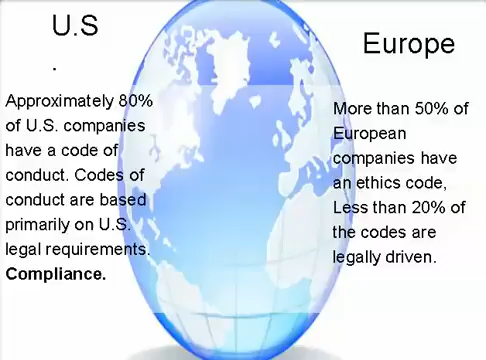 U.S
.
Approximately 80%
of U.S. companies
have a code of
conduct. Codes of
conduct are based
primarily on U.S.
legal requirements.
Compliance.
Europe
More than 50% of
European
companies have
an ethics code,
Less than 20% of
the codes are
legally driven.